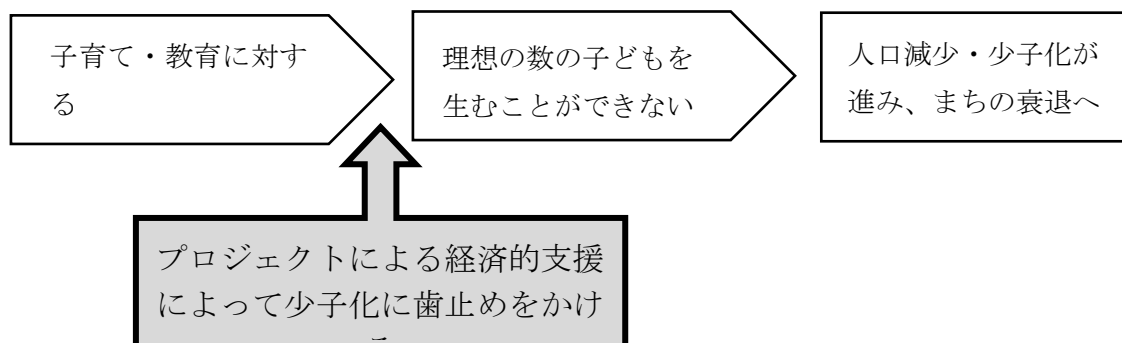 子育て・教育に対す
る
理想の数の子どもを
生むことができない
人口減少・少子化が
進み、まちの衰退へ
プロジェクトによる経済的支援
によって少子化に歯止めをかけ